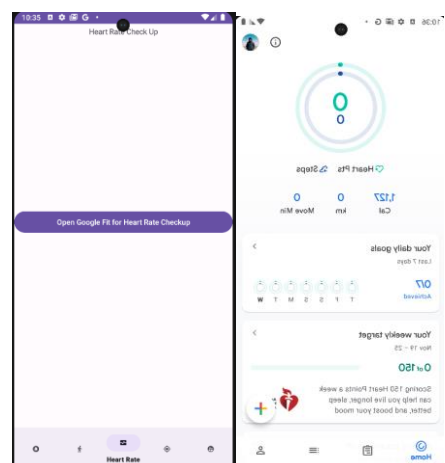 10:35
G
Heart Rate Check Up
Open Google Fit for Heart Rate Checkup
Heart Rate
10:36
G
0
0
Heart Pts
Steps
1,127
0
0
Cal
km
Move Min
Your daily goals
Last 7 days
0/7
Achieved
T F S S M T W
Your weekly target
Nov 19 – 25
0 of 150
Scoring 150 Heart Points a week
can help you live longer, sleep
better, and boost your mood
Home